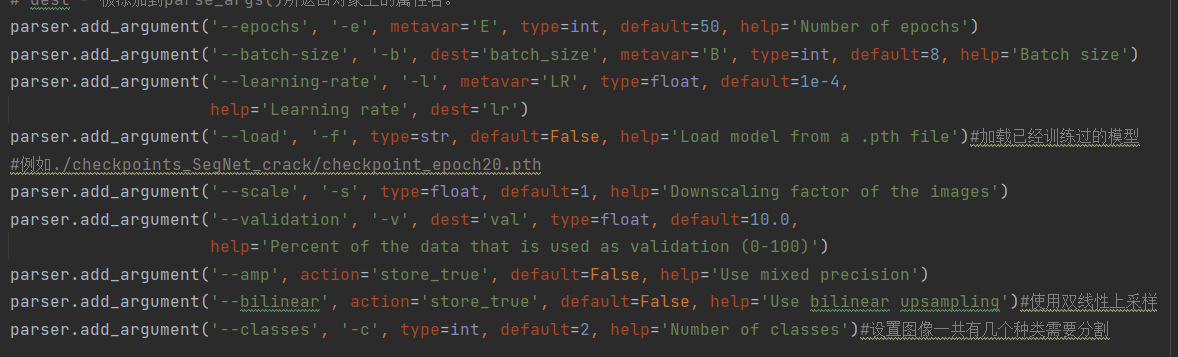 # dest - 被添加到parse_args()所返回对象上的属性名。
parser.add_argument('--epochs', '-e', metavar='E', type=int, default=50, help='Number of epochs')
parser.add_argument('--batch-size', '-b', dest='batch_size', metavar='B', type=int, default=8, help='Batch size')
parser.add_argument('--learning-rate', '-l', metavar='LR', type=float, default=1e-4,
help='Learning rate', dest='lr')
parser.add_argument('--load', '-f', type=str, default=False, help='Load model from a .pth file')#加载已经训练过的模型
#例如./checkpoints_SegNet_crack/checkpoint_epoch20.pth
parser.add_argument('--scale', '-s', type=float, default=1, help='Downscaling factor of the images')
parser.add_argument('--validation', '-v', dest='val', type=float, default=10.0,
help='Percent of the data that is used as validation (0-100)')
parser.add_argument('--amp', action='store_true', default=False, help='Use mixed precision')
parser.add_argument('--bilinear', action='store_true', default=False, help='Use bilinear upsampling')#使用双线性上采样
parser.add_argument('--classes', '-c', type=int, default=2, help='Number of classes')#设置图像一共有几个种类需要分割